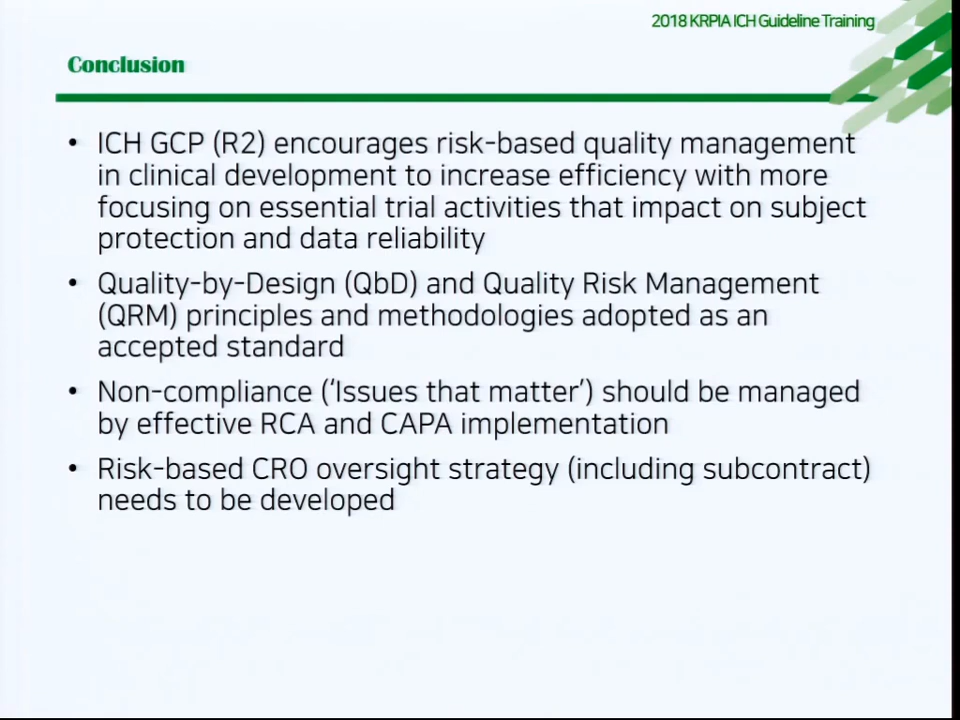 2018 KRPIA ICH Guideline Training
Conclusion
• ICH GCP (R2) encourages risk-based quality management
in clinical development to increase efficiency with more
focusing on essential trial activities that impact on subject
protection and data reliability
• Quality-by-Design (QbD) and Quality Risk Management
(QRM) principles and methodologies adopted as an
accepted standard
• Non-compliance (‘Issues that matter’) should be managed
by effective RCA and CAPA implementation
• Risk-based CRO oversight strategy (including subcontract)
needs to be developed